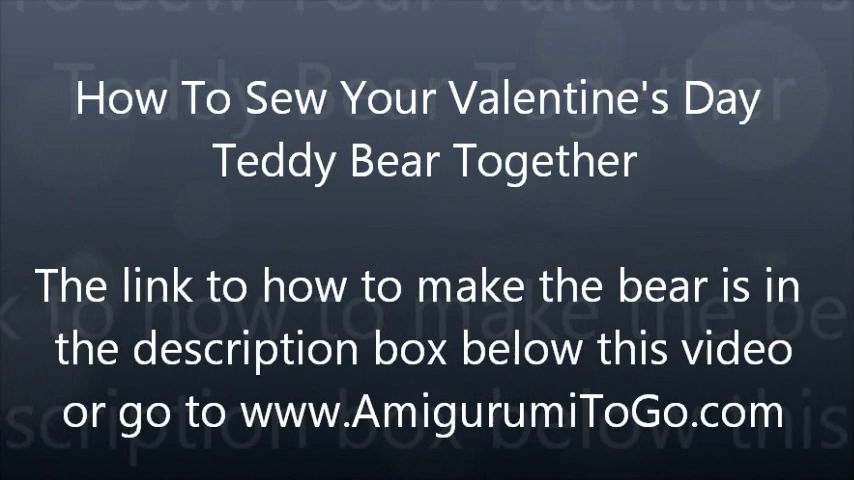 How To Sew Your Valentine's Day
Teddy Bear Together
The link to how to make the bear is in
the description box below this video
or go to www.AmigurumiToGo.com